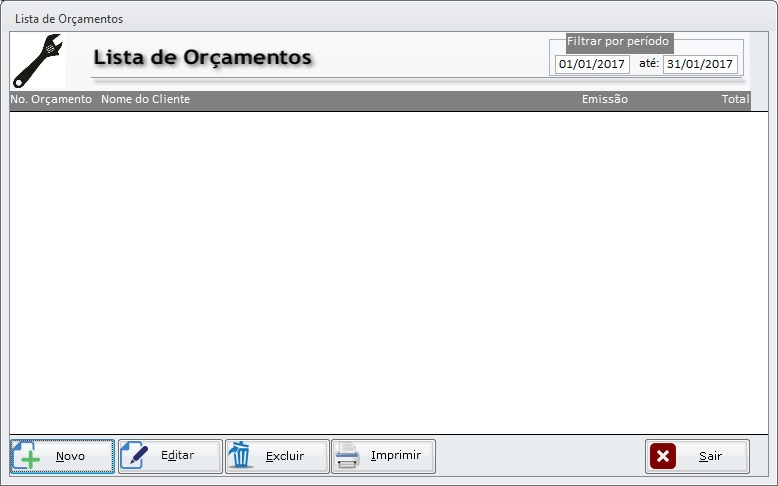 Lista de Orçamentos
Lista de Orçamentos
Filtrar por período
01/01/2017 até: 31/01/2017
No. Orçamento Nome do Cliente Emissão Total
Novo Editar Excluir Imprimir Sair